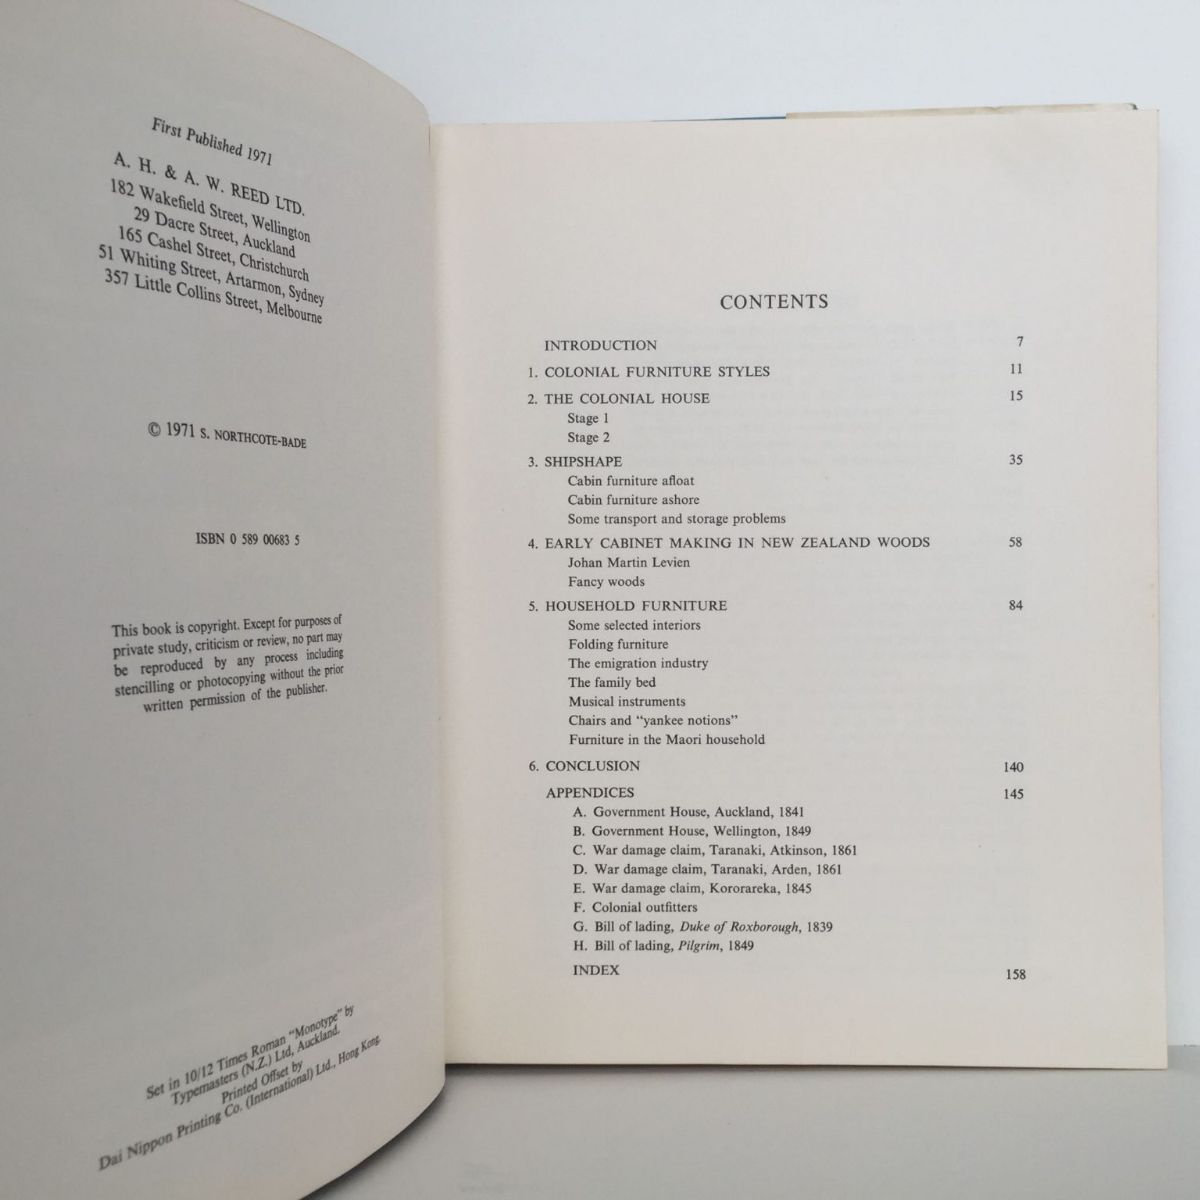 First Published 1971
A. H. & A. W. REED LTD.
182 Wakefield Street, Wellington
29 Dacre Street, Auckland
165 Cashel Street, Christchurch
51 Whiting Street, Artarmon, Sydney
357 Little Collins Street, Melbourne
© 1971 S. NORTHCOTE-BADE
ISBN 0 589 00683 5
This book is copyright. Except for purposes of
private study, criticism or review, no part may
be reproduced by any process including
stencilling or photocopying without the prior
written permission of the publisher.
Set in 10/12 Times Roman "Monotype" by
Typemasters (N.Z.) Ltd, Auckland.
Printed Offset by
Dai Nippon Printing Co. (International) Ltd., Hong Kong.
CONTENTS
INTRODUCTION 7
1. COLONIAL FURNITURE STYLES 11
2. THE COLONIAL HOUSE 15
Stage 1
Stage 2
3. SHIPSHAPE 35
Cabin furniture afloat
Cabin furniture ashore
Some transport and storage problems
4. EARLY CABINET MAKING IN NEW ZEALAND WOODS 58
Johan Martin Levien
Fancy woods
5. HOUSEHOLD FURNITURE 84
Some selected interiors
Folding furniture
The emigration industry
The family bed
Musical instruments
Chairs and "yankee notions"
Furniture in the Maori household
6. CONCLUSION 140
APPENDICES 145
A. Government House, Auckland, 1841
B. Government House, Wellington, 1849
C. War damage claim, Taranaki, Atkinson, 1861
D. War damage claim, Taranaki, Arden, 1861
E. War damage claim, Kororareka, 1845
F. Colonial outfitters
G. Bill of lading, Duke of Roxborough, 1839
H. Bill of lading, Pilgrim, 1849
INDEX 158